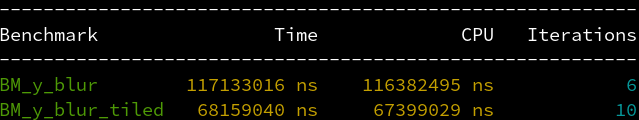 Benchmark Time CPU Iterations
BM_y_blur 117133016 ns 116382495 ns 6
BM_y_blur_tiled 68159040 ns 67399029 ns 10